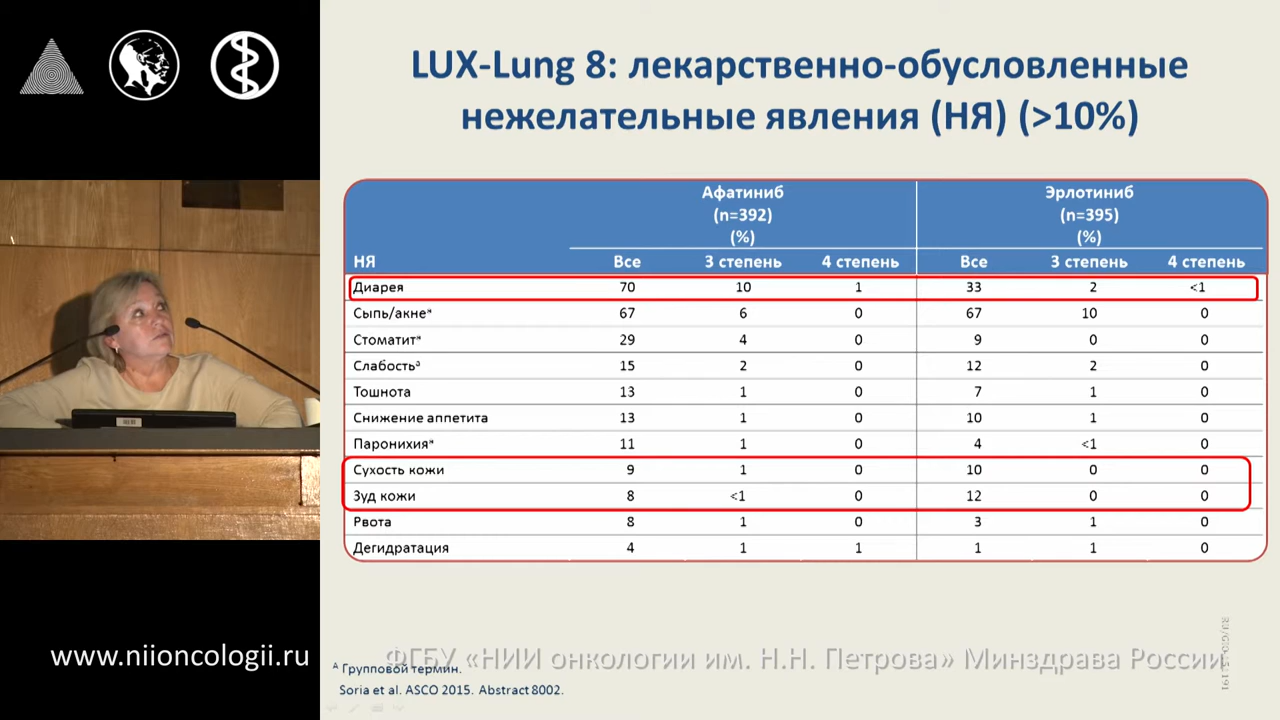 LUX-Lung 8: лекарственно-обусловленные
нежелательные явления (НЯ) (>10%)
Афатиниб Эрлотиниб
(n=392) (n=395)
(%) (%)
НЯ Все 3 степень 4 степень Все 3 степень 4 степень
Диарея 70 10 1 33 2 <1
Сыпь/акне* 67 6 0 67 10 0
Стоматит* 29 4 0 9 0 0
Слабостьᵃ 15 2 0 12 2 0
Тошнота 13 1 0 7 1 0
Снижение аппетита 13 1 0 10 1 0
Паронихия* 11 1 0 4 <1 0
Сухость кожи 9 1 0 10 0 0
Зуд кожи 8 <1 0 12 0 0
Рвота 8 1 0 3 1 0
Дегидратация 4 1 1 1 1 0
www.niioncologii.ru
ФГБУ «НИИ онкологии им. Н.Н. Петрова» Минздрава России
ᴬ Групповой термин.
Soria et al. ASCO 2015. Abstract 8002.